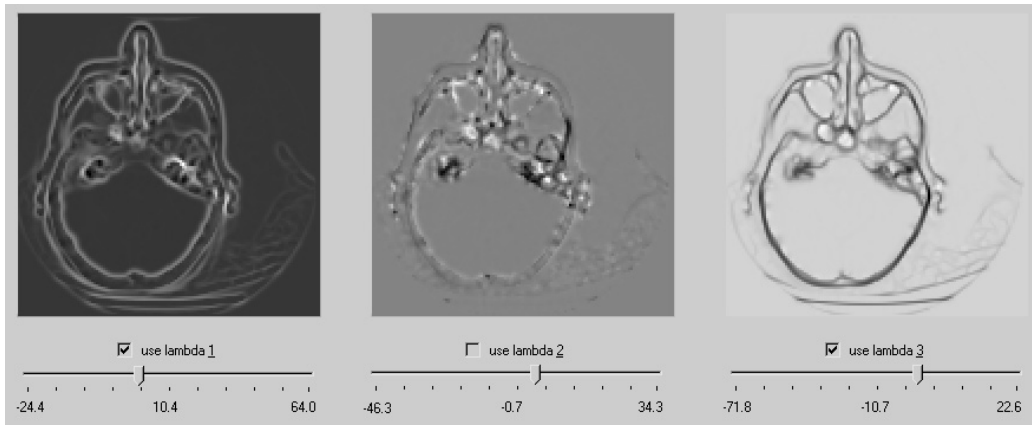 use lambda 1
use lambda 2
use lambda 3
-24.4 10.4 64.0
-46.3 -0.7 34.3
-71.8 -10.7 22.6